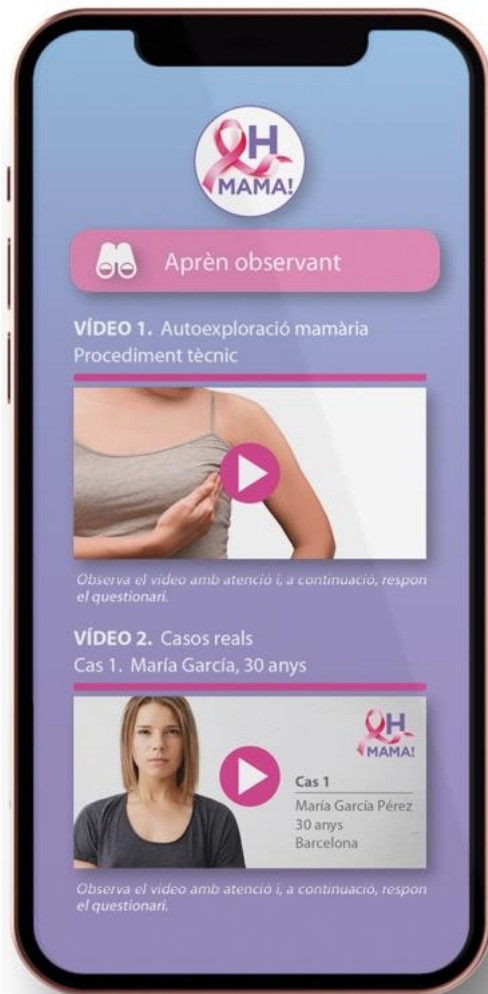 OH
MAMA!
Aprèn observant
VÍDEO 1. Autoexploració mamària
Procediment tècnic
Observa el vídeo amb atenció i, a continuació, respon
el questionari.
VÍDEO 2. Casos reals
Cas 1. María García, 30 anys
OH
MAMA!
Cas 1
María García Pérez
30 anys
Barcelona
Observa el vídeo amb atenció i, a continuació, respon
el questionari.